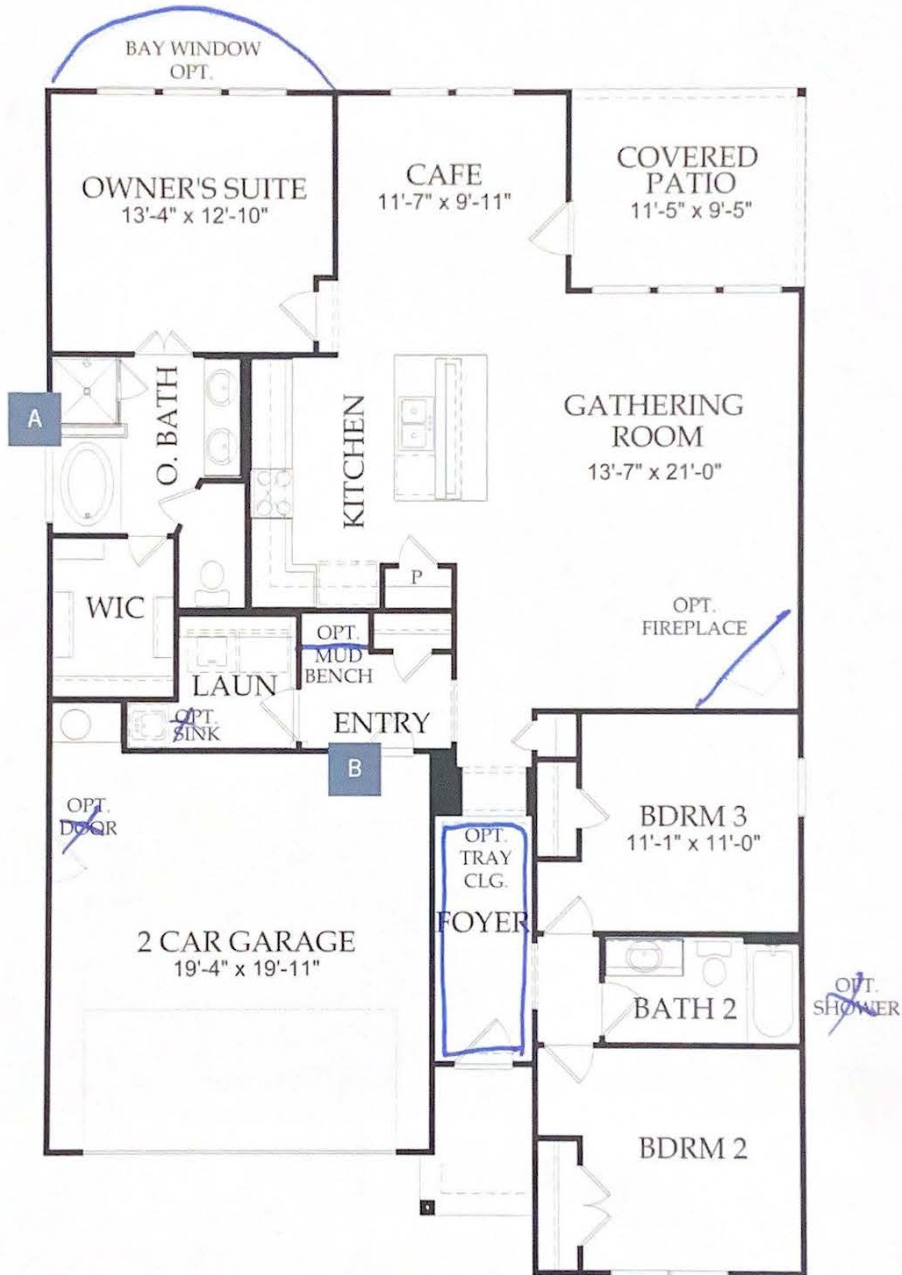 BAY WINDOW
OPT.
OWNER'S SUITE
13'-4" x 12'-10"
CAFE
11'-7" x 9'-11"
COVERED
PATIO
11'-5" x 9'-5"
A
O. BATH
KITCHEN
GATHERING
ROOM
13'-7" x 21'-0"
WIC
P
OPT.
FIREPLACE
OPT.
MUD
BENCH
LAUN
OPT.
SINK
ENTRY
B
OPT.
DOOR
BDRM 3
11'-1" x 11'-0"
OPT.
TRAY
CLG.
FOYER
2 CAR GARAGE
19'-4" x 19'-11"
BATH 2
OPT.
SHOWER
BDRM 2